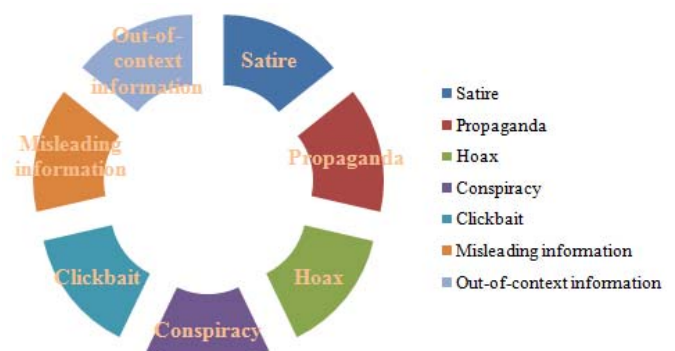 Satire
Propaganda
Hoax
Conspiracy
Clickbait
Misleading
information
Out-of-
context
information
Satire
Propaganda
Hoax
Conspiracy
Clickbait
Misleading information
Out-of-context information